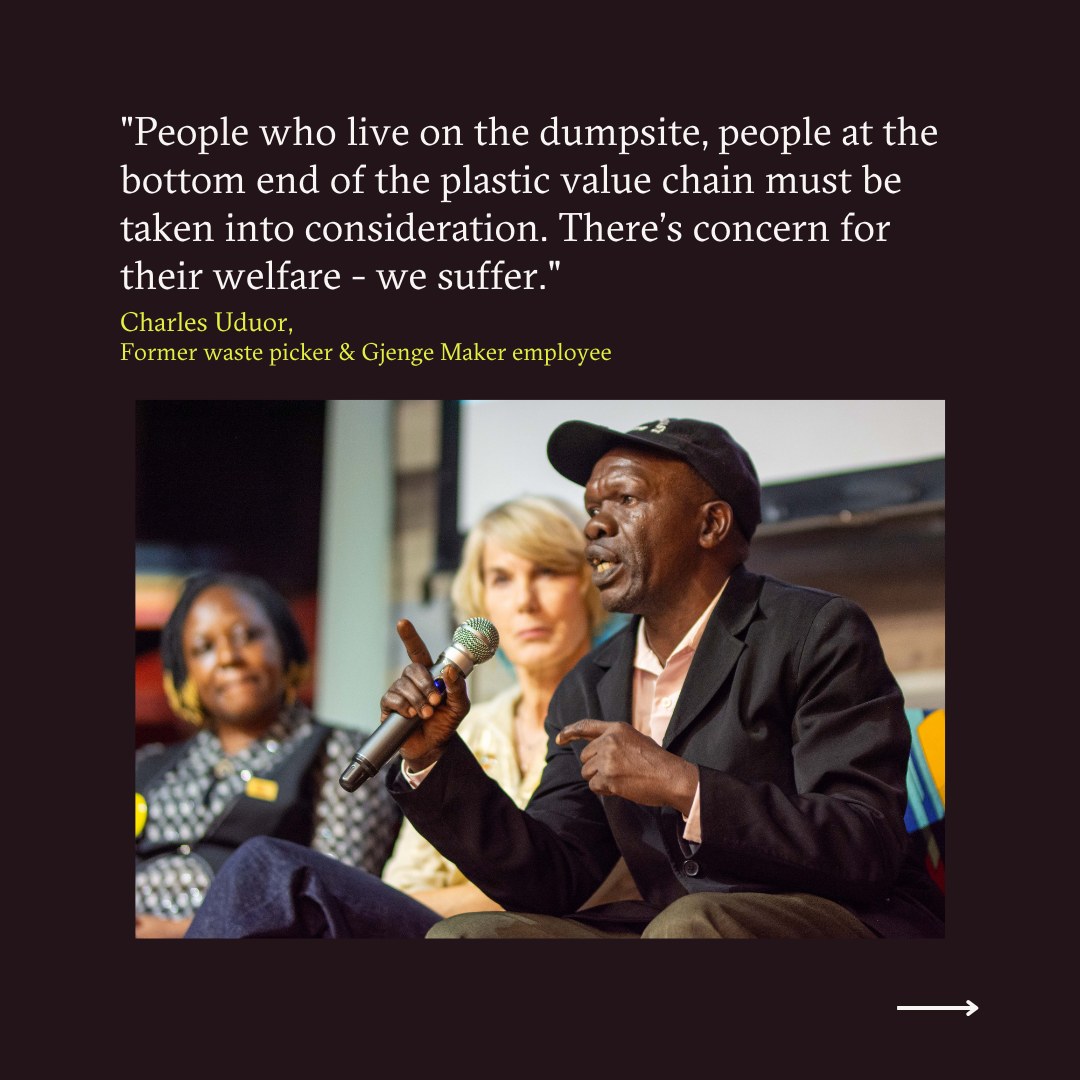 "People who live on the dumpsite, people at the
bottom end of the plastic value chain must be
taken into consideration. There’s concern for
their welfare - we suffer."
Charles Uduor,
Former waste picker & Gjenge Maker employee